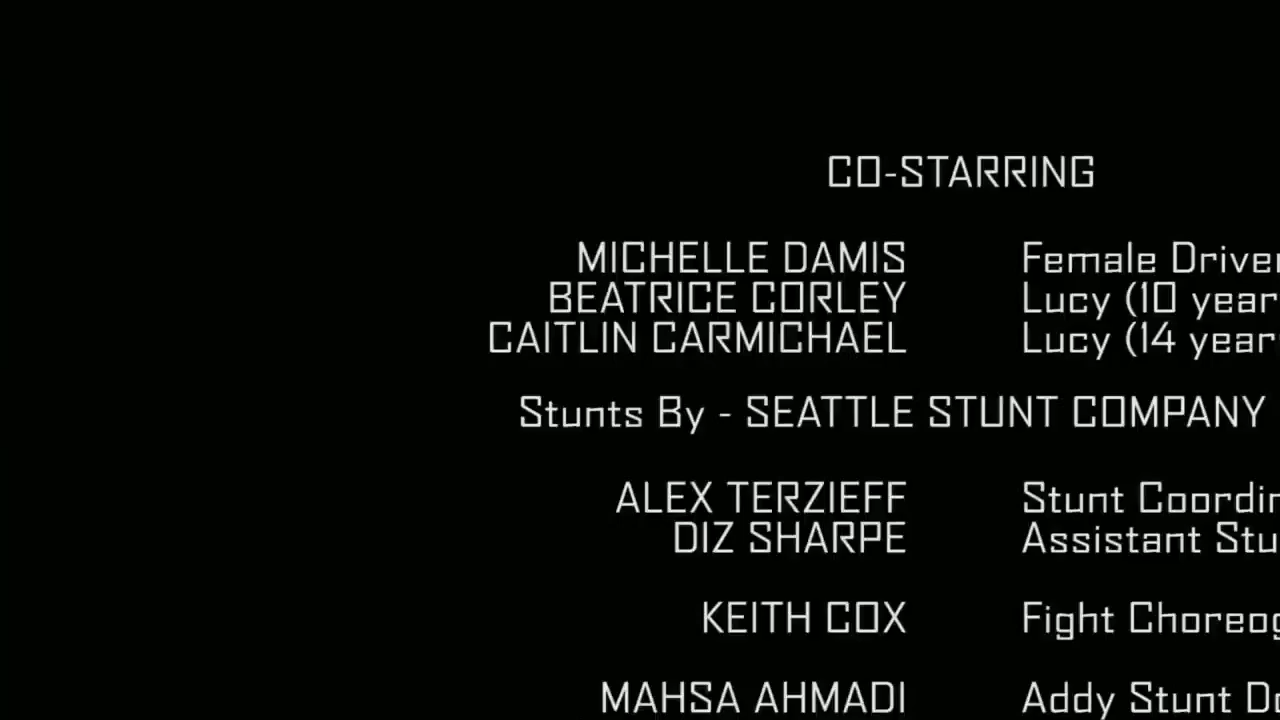 CO-STARRING
MICHELLE DAMIS Female Driver
BEATRICE CORLEY Lucy (10 year
CAITLIN CARMICHAEL Lucy (14 year
Stunts By - SEATTLE STUNT COMPANY
ALEX TERZIEFF Stunt Coordin
DIZ SHARPE Assistant Stu
KEITH COX Fight Choreog
MAHSA AHMADI Addy Stunt Do